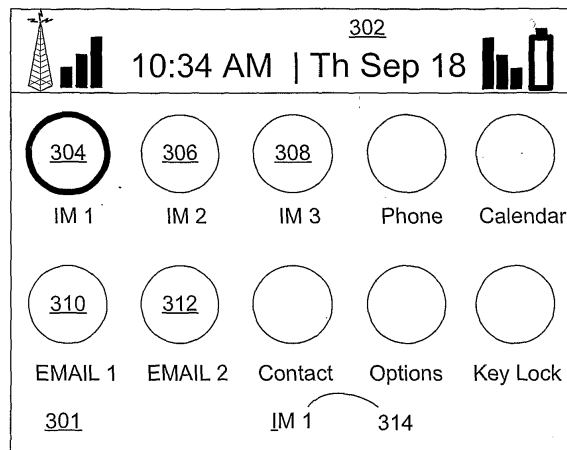 302
10:34 AM | Th Sep 18
304 306 308
IM 1 IM 2 IM 3 Phone Calendar
310 312
EMAIL 1 EMAIL 2 Contact Options Key Lock
301 IM 1 314